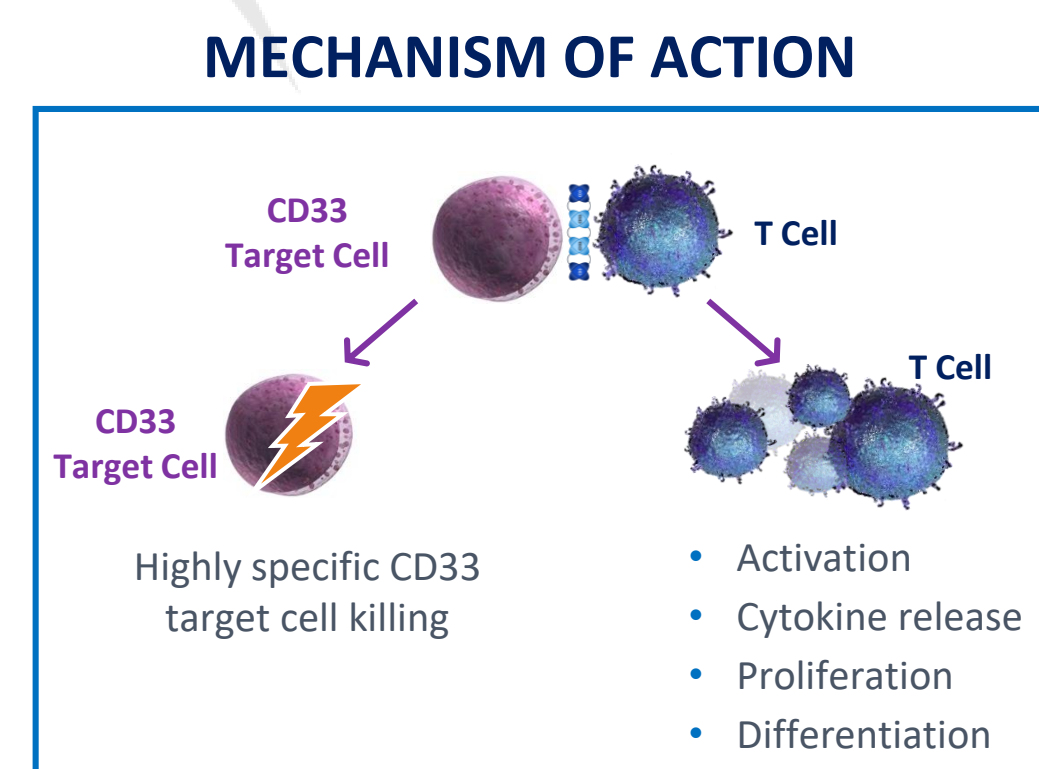 MECHANISM OF ACTION
CD33
Target Cell
T Cell
CD33
Target Cell
T Cell
Highly specific CD33
target cell killing
• Activation
• Cytokine release
• Proliferation
• Differentiation